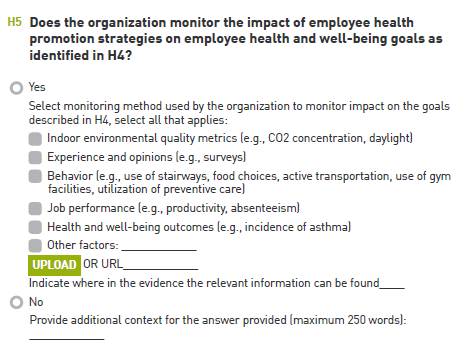 H5 Does the organization monitor the impact of employee health
promotion strategies on employee health and well-being goals as
identified in H4?
Yes
Select monitoring method used by the organization to monitor impact on the goals
described in H4, select all that applies:
Indoor environmental quality metrics (e.g., CO2 concentration, daylight)
Experience and opinions (e.g., surveys)
Behavior (e.g., use of stairways, food choices, active transportation, use of gym
facilities, utilization of preventive care)
Job performance (e.g., productivity, absenteeism)
Health and well-being outcomes (e.g., incidence of asthma)
Other factors: ____________
UPLOAD OR URL____________
Indicate where in the evidence the relevant information can be found____
No
Provide additional context for the answer provided (maximum 250 words):
____________